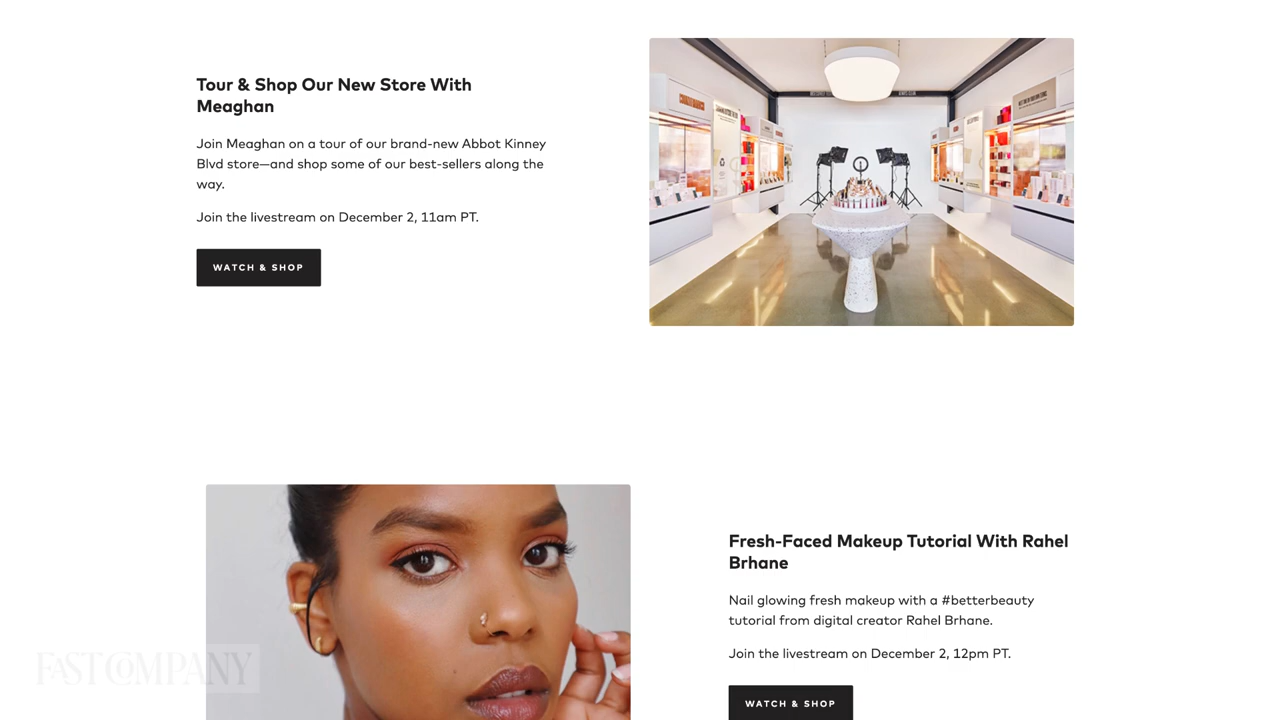 Tour & Shop Our New Store With
Meaghan
Join Meaghan on a tour of our brand-new Abbot Kinney
Blvd store—and shop some of our best-sellers along the
way.
Join the livestream on December 2, 11am PT.
WATCH & SHOP
Fresh-Faced Makeup Tutorial With Rahel
Brhane
Nail glowing fresh makeup with a #betterbeauty
tutorial from digital creator Rahel Brhane.
Join the livestream on December 2, 12pm PT.
WATCH & SHOP
FAST COMPANY